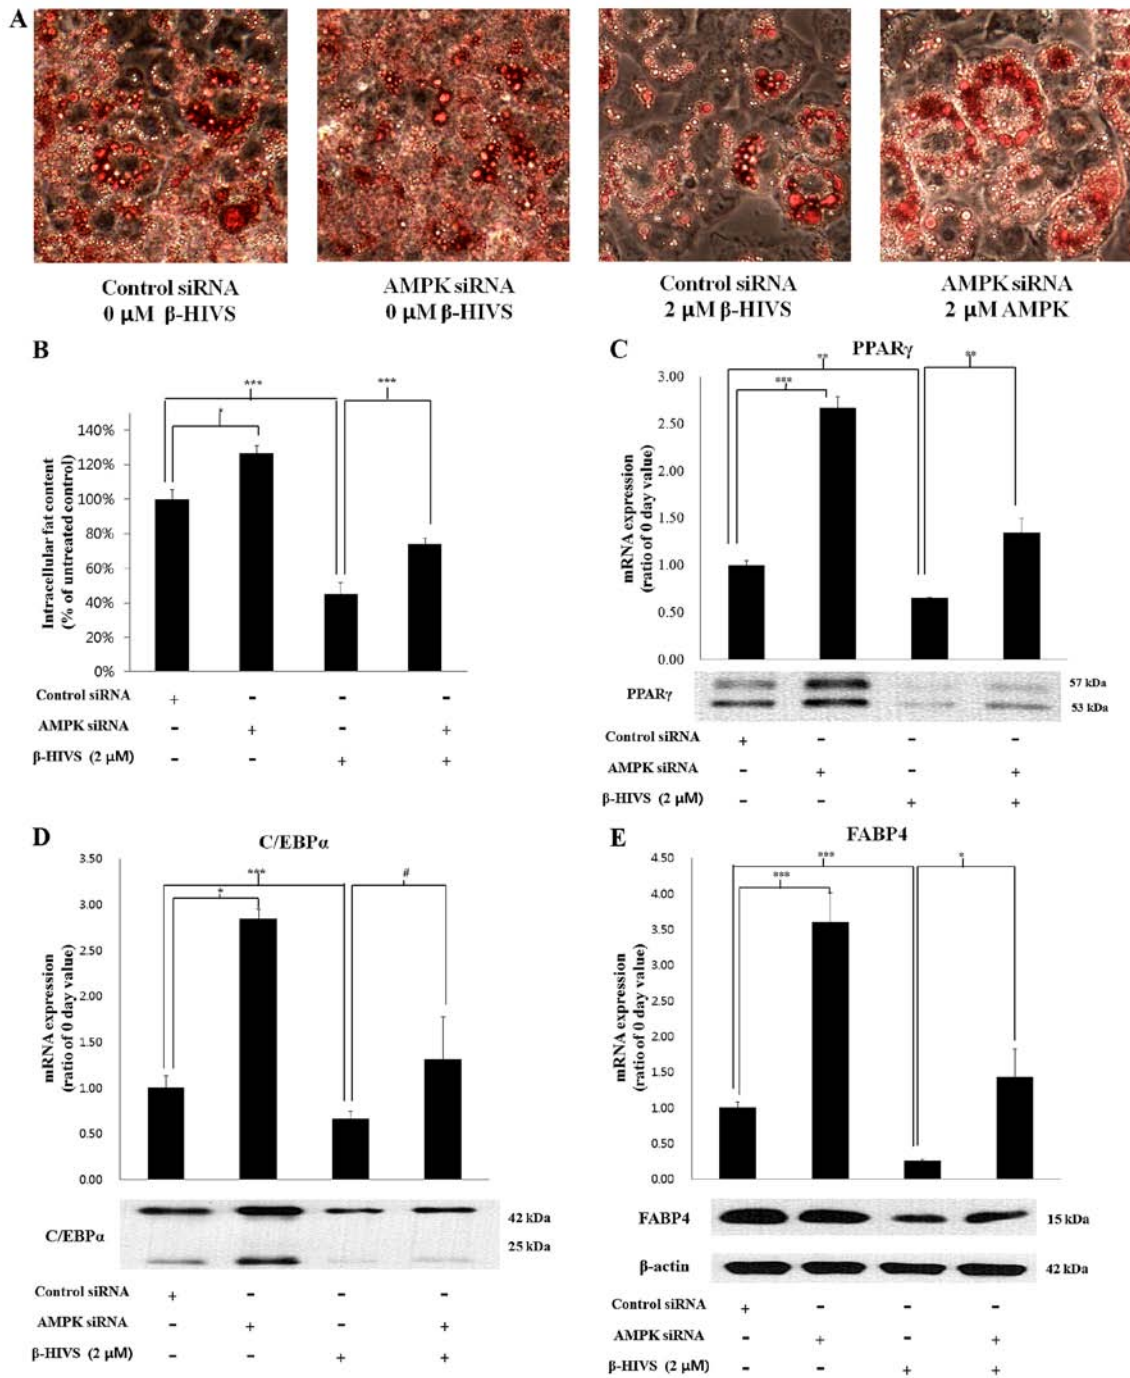 A
Control siRNA
0 μM β-HIVS
AMPK siRNA
0 μM β-HIVS
Control siRNA
2 μM β-HIVS
AMPK siRNA
2 μM AMPK
B
***
***
*
140%
120%
100%
80%
60%
40%
20%
0%
Intracellular fat content
(% of untreated control)
Control siRNA + - - -
AMPK siRNA - + - +
β-HIVS (2 μM) - - + +
C
PPARγ
**
**
***
3.00
2.50
2.00
1.50
1.00
0.50
0.00
mRNA expression
(ratio of 0 day value)
PPARγ
57 kDa
53 kDa
Control siRNA + - - -
AMPK siRNA - + - +
β-HIVS (2 μM) - - + +
D
C/EBPα
***
#
*
3.50
3.00
2.50
2.00
1.50
1.00
0.50
0.00
mRNA expression
(ratio of 0 day value)
C/EBPα
42 kDa
25 kDa
Control siRNA + - - -
AMPK siRNA - + - +
β-HIVS (2 μM) - - + +
E
FABP4
***
*
***
4.50
4.00
3.50
3.00
2.50
2.00
1.50
1.00
0.50
0.00
mRNA expression
(ratio of 0 day value)
FABP4
15 kDa
β-actin
42 kDa
Control siRNA + - - -
AMPK siRNA - + - +
β-HIVS (2 μM) - - + +